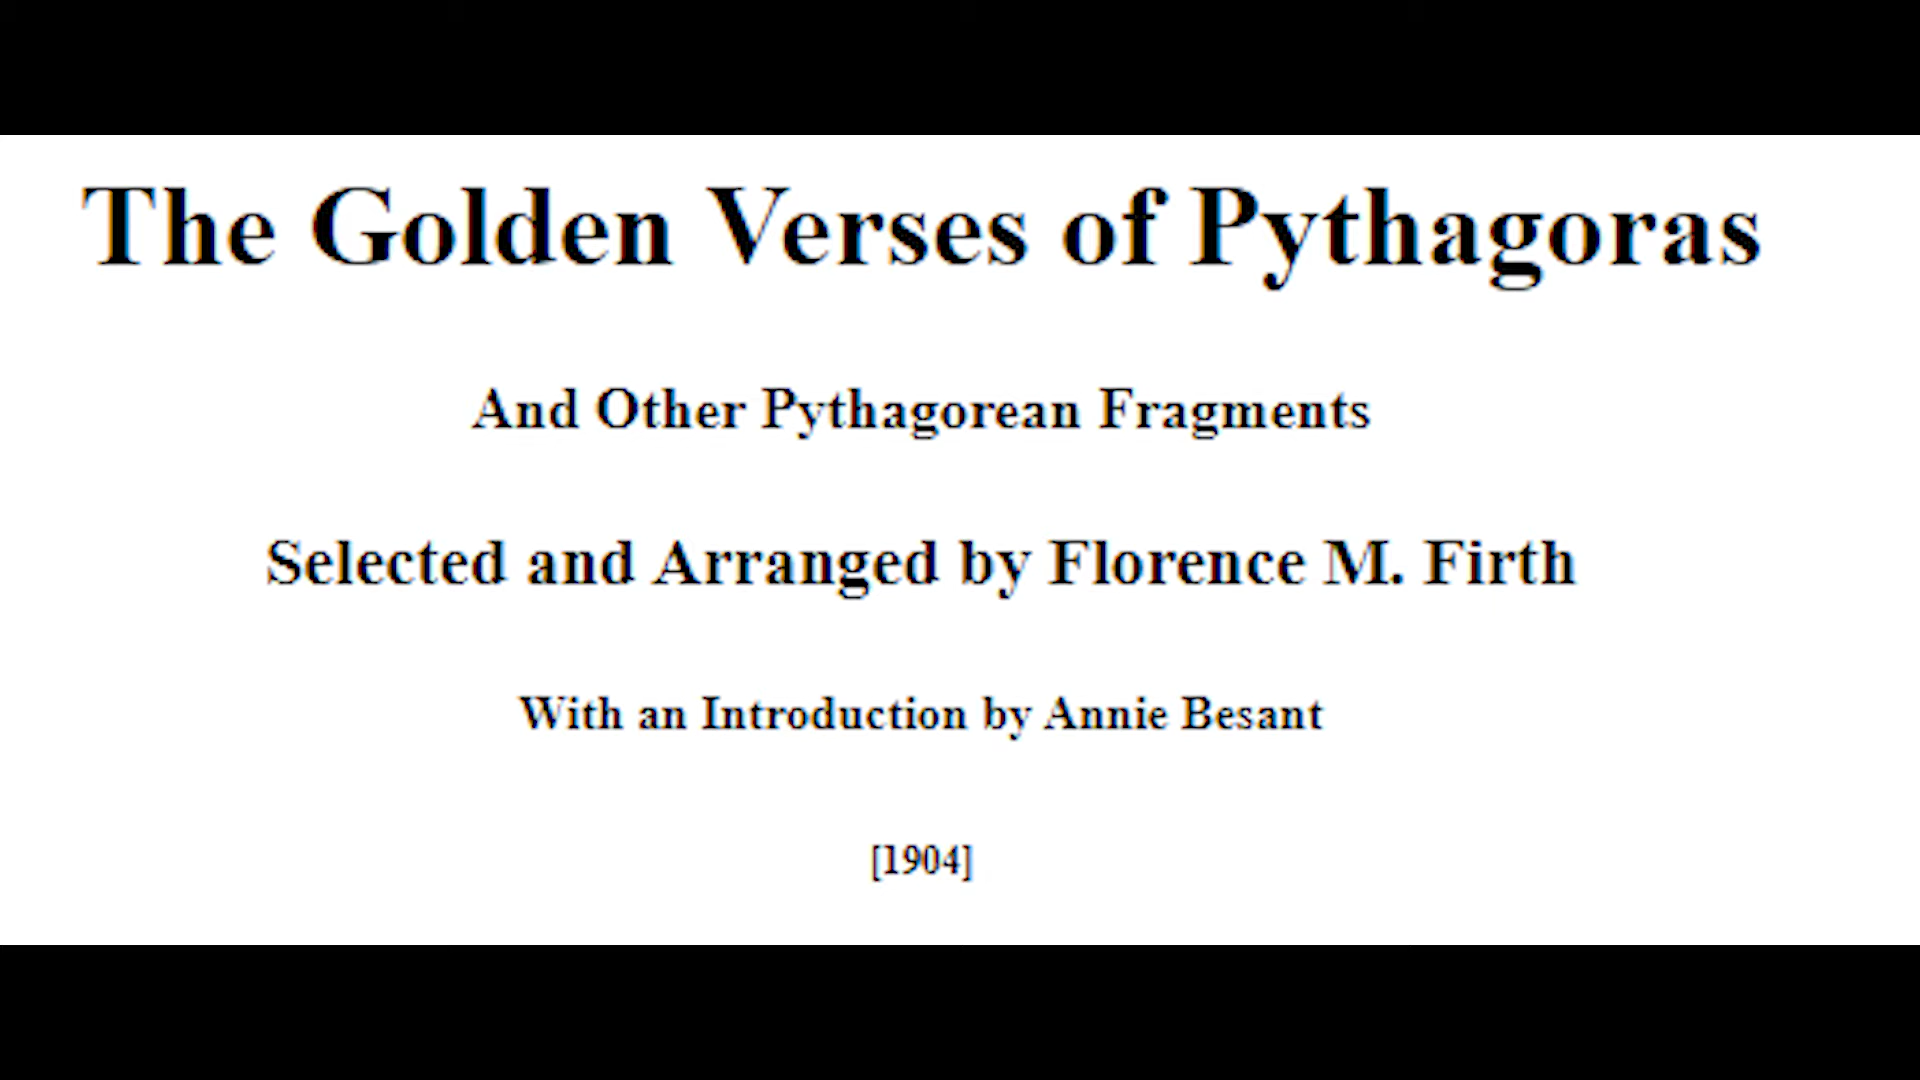 The Golden Verses of Pythagoras
And Other Pythagorean Fragments
Selected and Arranged by Florence M. Firth
With an Introduction by Annie Besant
[1904]